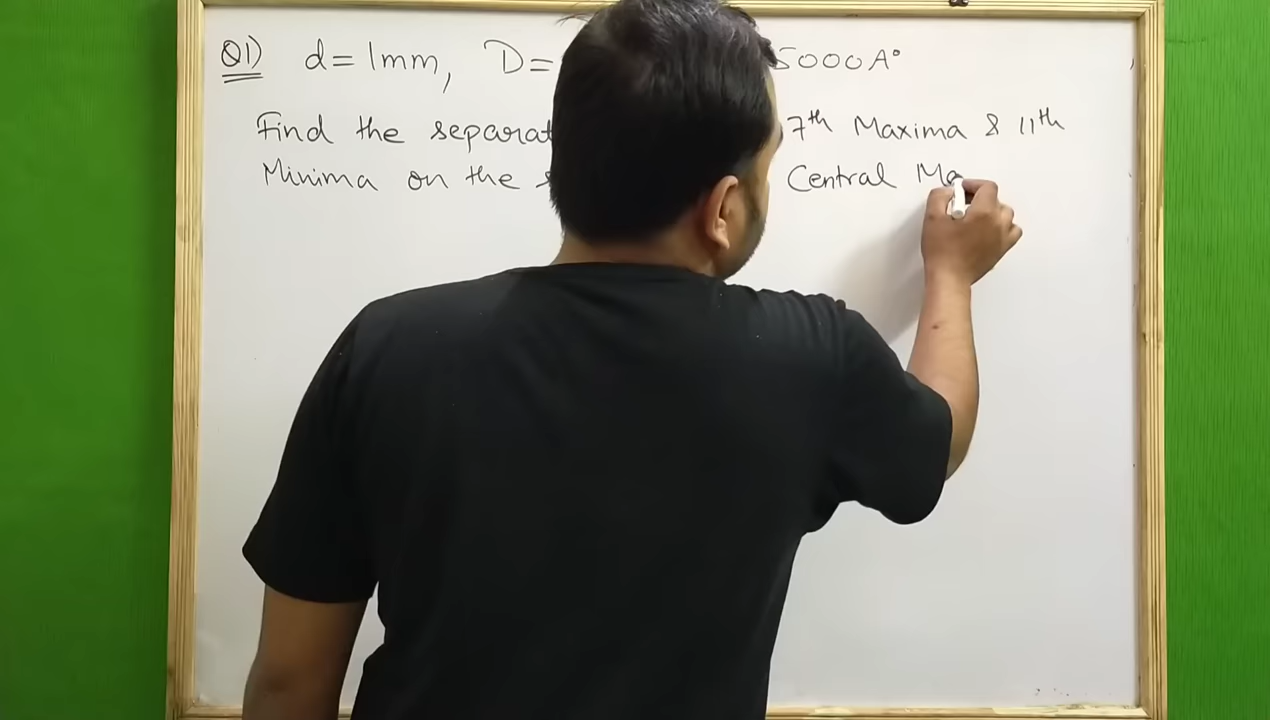 Q1) d = 1mm, D = 5000A°
Find the separat 7th Maxima & 11th
Minima on the s Central Ma